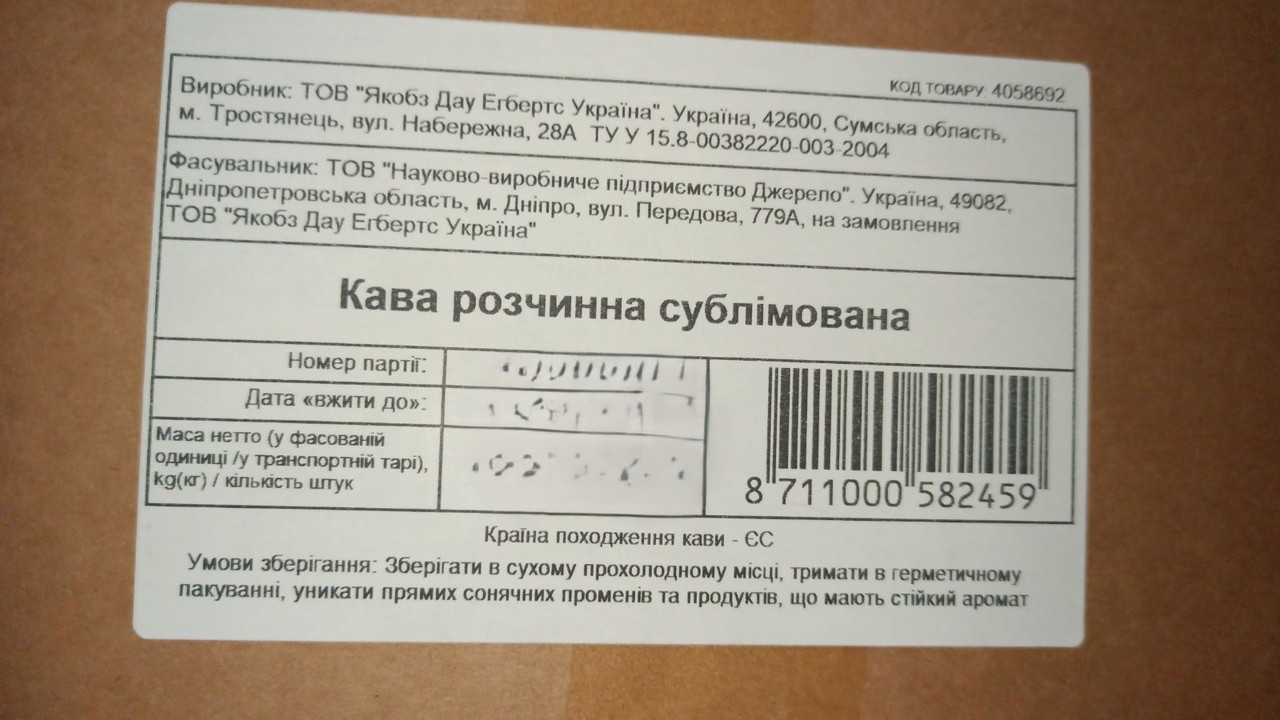 КОД ТОВАРУ 4058692
Виробник: ТОВ "Якобз Дау Егбертс Україна". Україна, 42600, Сумська область,
м. Тростянець, вул. Набережна, 28А ТУ У 15.8-00382220-003-2004
Фасувальник: ТОВ "Науково-виробниче підприємство Джерело". Україна, 49082,
Дніпропетровська область, м. Дніпро, вул. Передова, 779А, на замовлення
ТОВ "Якобз Дау Егбертс Україна"
Кава розчинна сублімована
Номер партії:
Дата «вжити до»:
Маса нетто (у фасованій
одиниці /у транспортній тарі),
kg(кг) / кількість штук
8 711000 582459
Країна походження кави - ЄС
Умови зберігання: Зберігати в сухому прохолодному місці, тримати в герметичному
пакуванні, уникати прямих сонячних променів та продуктів, що мають стійкий аромат